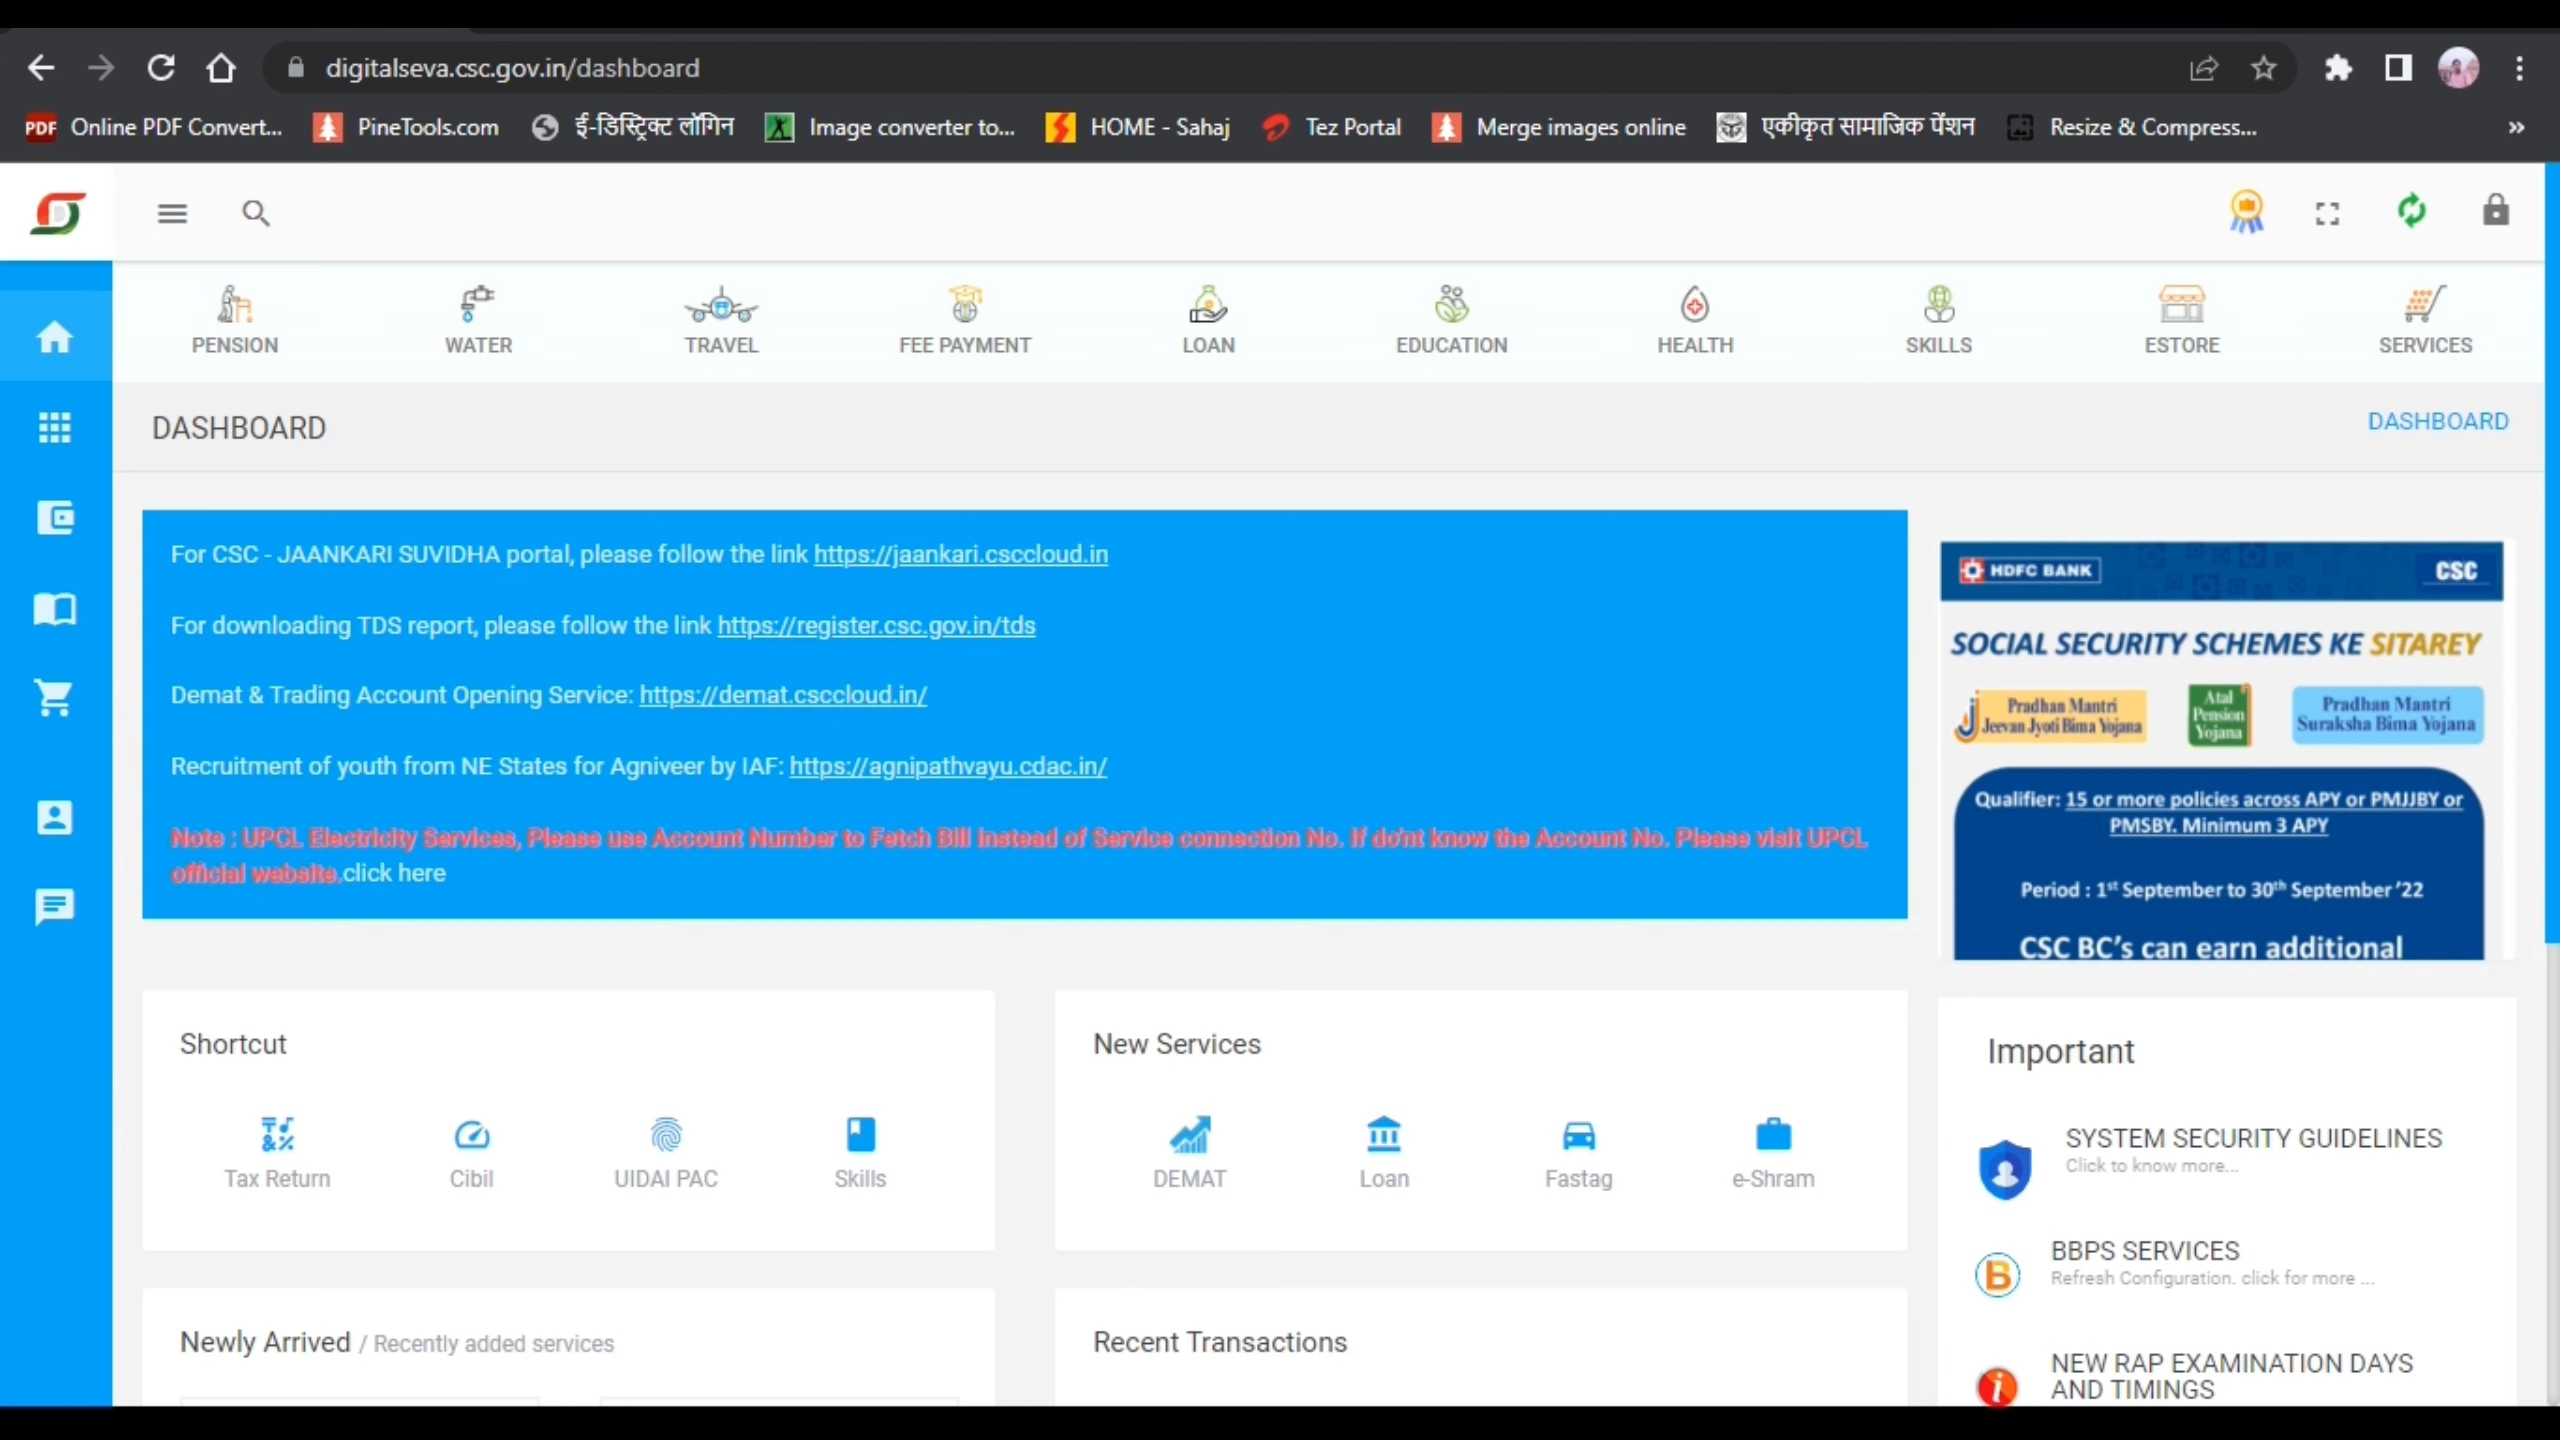 digitalseva.csc.gov.in/dashboard
PDF Online PDF Convert... PineTools.com ई-डिस्ट्रिक्ट लॉगिन Image converter to... HOME - Sahaj Tez Portal Merge images online एकीकृत सामाजिक पेंशन Resize & Compress... »
PENSION WATER TRAVEL FEE PAYMENT LOAN EDUCATION HEALTH SKILLS ESTORE SERVICES
DASHBOARD
DASHBOARD
For CSC - JAANKARI SUVIDHA portal, please follow the link https://jaankari.csccloud.in
For downloading TDS report, please follow the link https://register.csc.gov.in/tds
Demat & Trading Account Opening Service: https://demat.csccloud.in/
Recruitment of youth from NE States for Agniveer by IAF: https://agnipathvayu.cdac.in/
Note : UPCL Electricity Services, Please use Account Number to Fetch Bill instead of Service connection No. If do'nt know the Account No. Please visit UPCL
official website.click here
HDFC BANK CSC
SOCIAL SECURITY SCHEMES KE SITAREY
Pradhan Mantri
Jeevan Jyoti Bima Yojana
Atal
Pension
Yojana
Pradhan Mantri
Suraksha Bima Yojana
Qualifier: 15 or more policies across APY or PMJJBY or
PMSBY. Minimum 3 APY
Period : 1st September to 30th September '22
CSC BC's can earn additional
Shortcut
Tax Return Cibil UIDAI PAC Skills
New Services
DEMAT Loan Fastag e-Shram
Important
SYSTEM SECURITY GUIDELINES
Click to know more...
BBPS SERVICES
Refresh Configuration. click for more ...
NEW RAP EXAMINATION DAYS
AND TIMINGS
Newly Arrived / Recently added services
Recent Transactions